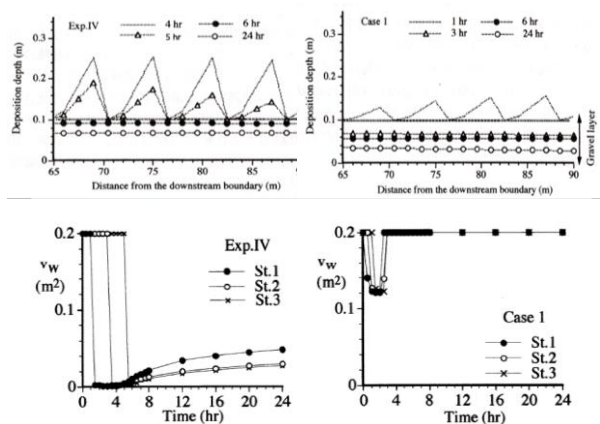 Exp.IV
4 hr
6 hr
5 hr
24 hr
Deposition depth (m)
0.3
0.2
0.1
0
65
70
75
80
85
90
Distance from the downstream boundary (m)
Case 1
1 hr
6 hr
3 hr
24 hr
Deposition depth (m)
0.3
0.2
0.1
0
65
70
75
80
85
90
Distance from the downstream boundary (m)
Gravel layer
0.2
0.1
0
vw
(m²)
Exp.IV
St.1
St.2
St.3
0 4 8 12 16 20 24
Time (hr)
0.2
0.1
0
vw
(m²)
Case 1
St.1
St.2
St.3
0 4 8 12 16 20 24
Time (hr)